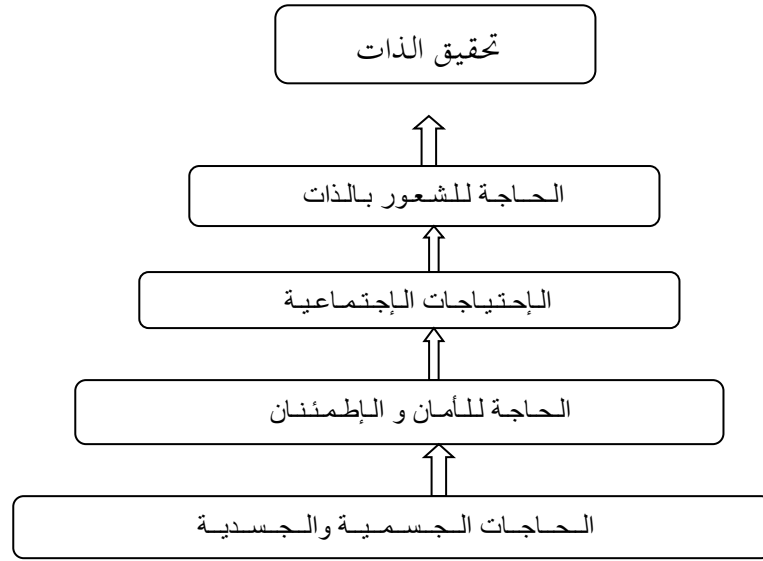 تحقيق الذات
الحاجة للشعور بالذات
الإحتياجات الإجتماعية
الحاجة للأمان و الإطمئنان
الحاجات الجسمية والجسدية